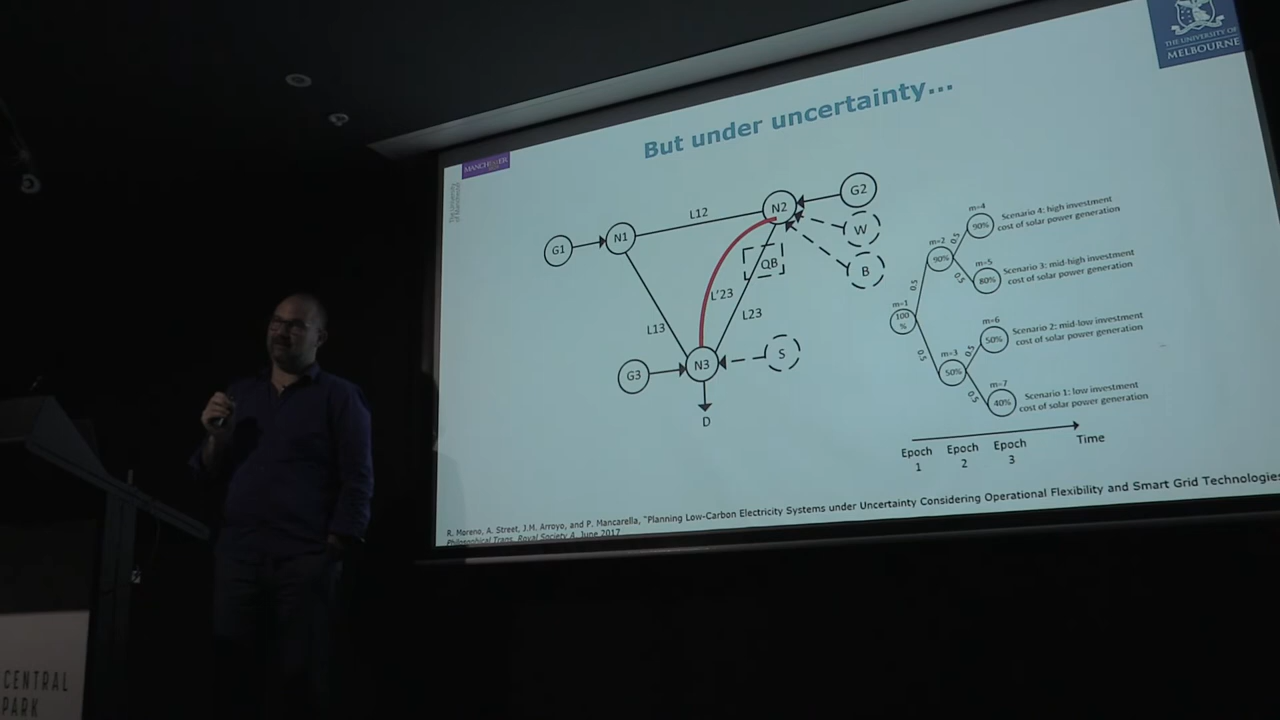 THE UNIVERSITY OF
MELBOURNE
But under uncertainty...
MANCHESTER
The University
of Manchester
G1
N1
L12
N2
G2
W
B
QB
L'23
L23
L13
G3
N3
S
D
m=1
100
%
0.5
0.5
m=2
90%
0.5
0.5
m=3
50%
0.5
0.5
m=4
90%
Scenario 4: high investment
cost of solar power generation
m=5
80%
Scenario 3: mid-high investment
cost of solar power generation
m=6
50%
Scenario 2: mid-low investment
cost of solar power generation
m=7
40%
Scenario 1: low investment
cost of solar power generation
Epoch
1
Epoch
2
Epoch
3
Time
R. Moreno, A. Street, J.M. Arroyo, and P. Mancarella, "Planning Low-Carbon Electricity Systems under Uncertainty Considering Operational Flexibility and Smart Grid Technologies
Philosophical Trans. Royal Society A, June 2017
CENTRAL
PARK